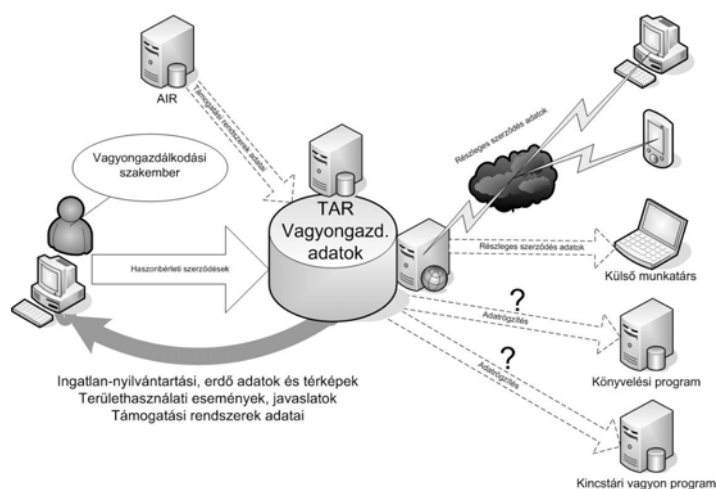 AIR
Támogatási rendszerek adatai
Vagyongazdálkodási
szakember
TAR
Vagyongazd.
adatok
Haszonbérleti szerződések
Részleges szerződés adatok
Részleges szerződés adatok
Külső munkatárs
?
Adatrögzítés
Könyvelési program
?
Adatrögzítés
Kincstári vagyon program
Ingatlan-nyilvántartási, erdő adatok és térképek
Területhasználati események, javaslatok
Támogatási rendszerek adatai